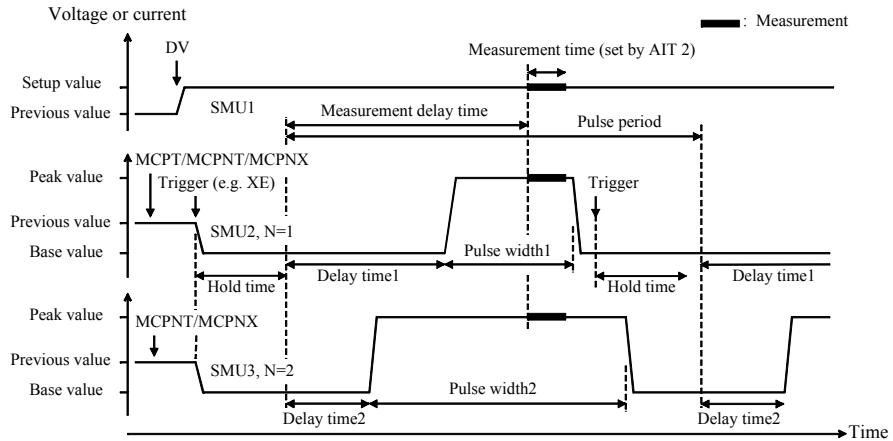 Voltage or current
: Measurement
DV
Measurement time (set by AIT 2)
Setup value
Previous value
SMU1
Measurement delay time
Pulse period
MCPT/MCPNT/MCPNX
Peak value
Trigger (e.g. XE)
Trigger
Previous value
SMU2, N=1
Base value
Pulse width1
Hold time
Delay time1
Hold time
Delay time1
Peak value
MCPNT/MCPNX
Previous value
SMU3, N=2
Base value
Pulse width2
Delay time2
Delay time2
Time